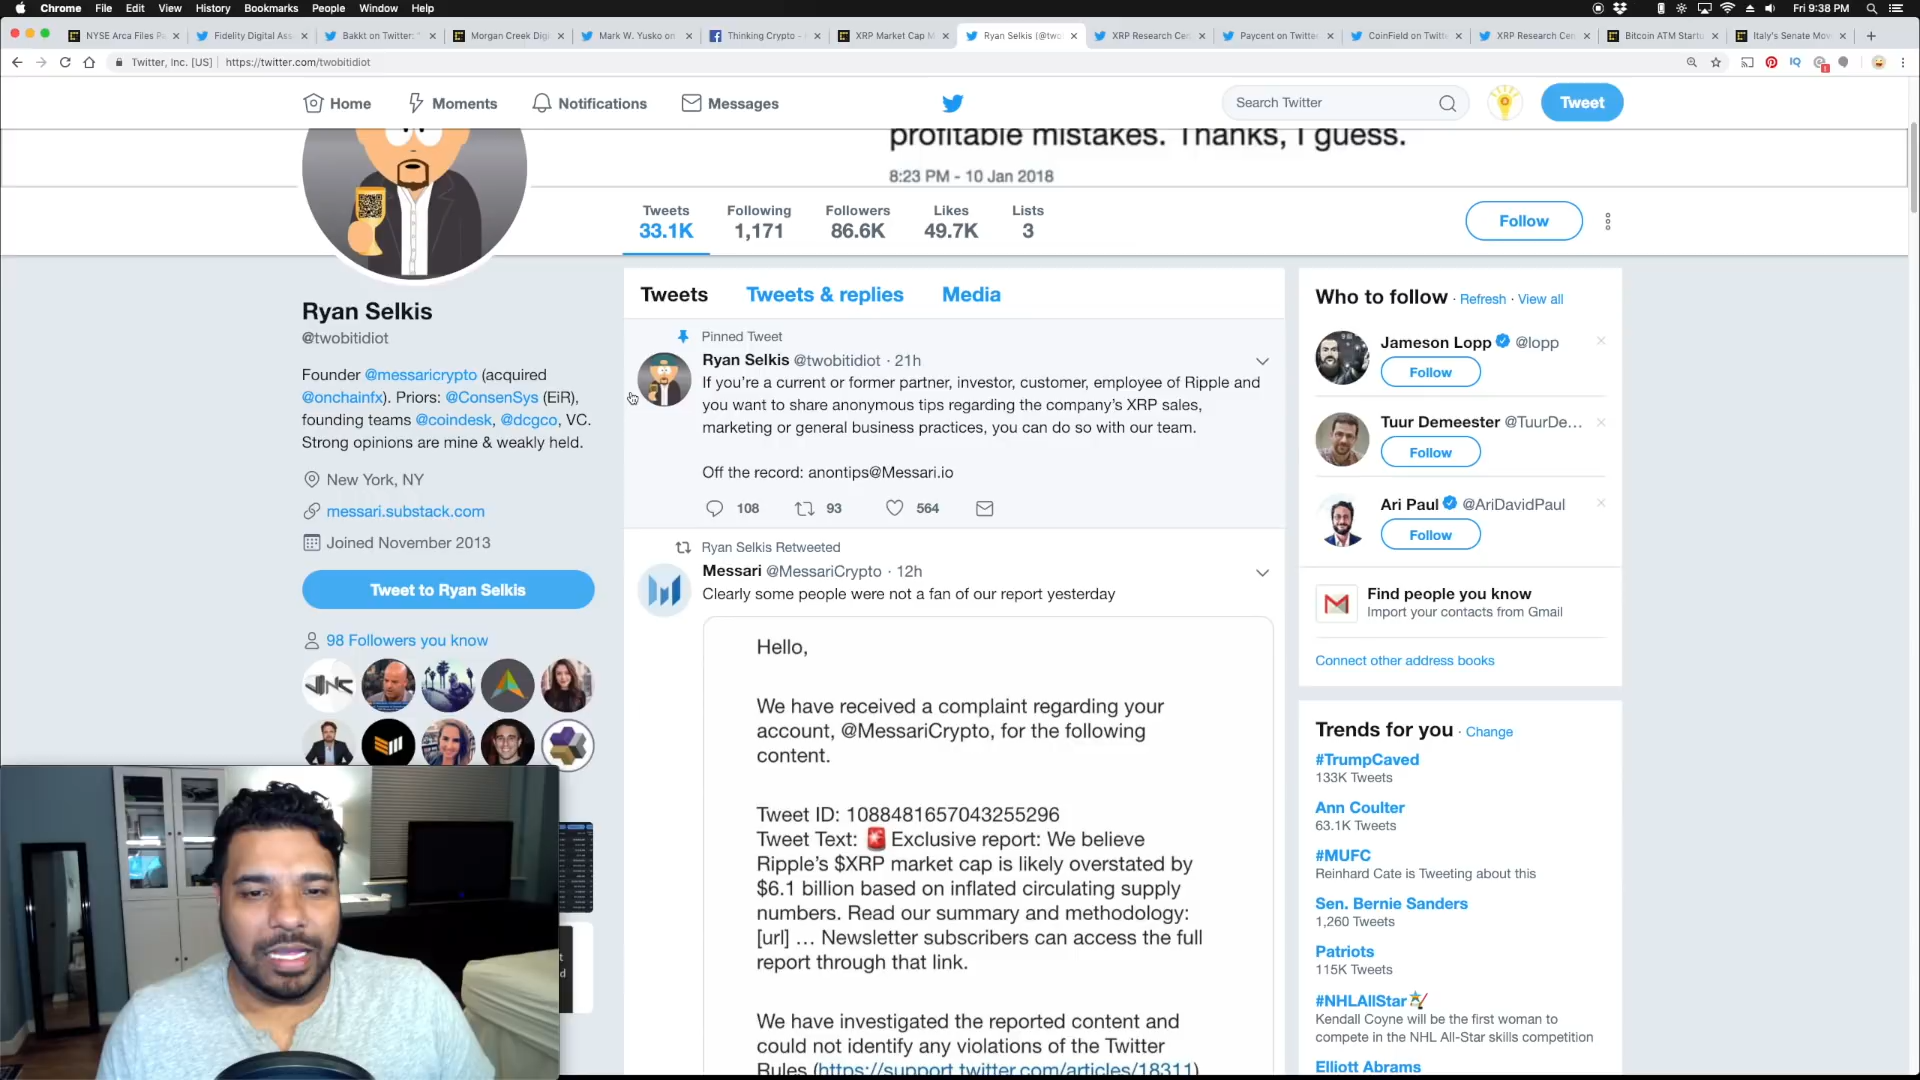 Chrome File Edit View History Bookmarks People Window Help
Fri 9:38 PM
NYSE Arca Files P
Fidelity Digital Ass
Bakkt on Twitter: "
Morgan Creek Digi
Mark W. Yusko on
Thinking Crypto -
XRP Market Cap M
Ryan Selkis (@two
XRP Research Cen
Paycent on Twitte
CoinField on Twitt
XRP Research Cen
Bitcoin ATM Startu
Italy's Senate Mov
Twitter, Inc. [US] https://twitter.com/twobitidiot
Home Moments Notifications Messages
Search Twitter
Tweet
profitable mistakes. Thanks, I guess.
8:23 PM - 10 Jan 2018
Tweets Following Followers Likes Lists
33.1K 1,171 86.6K 49.7K 3
Follow
Ryan Selkis
@twobitidiot
Founder @messaricrypto (acquired
@onchainfx). Priors: @ConsenSys (EiR),
founding teams @coindesk, @dcgco, VC.
Strong opinions are mine & weakly held.
New York, NY
messari.substack.com
Joined November 2013
Tweet to Ryan Selkis
98 Followers you know
Tweets Tweets & replies Media
Pinned Tweet
Ryan Selkis @twobitidiot · 21h
If you're a current or former partner, investor, customer, employee of Ripple and
you want to share anonymous tips regarding the company's XRP sales,
marketing or general business practices, you can do so with our team.
Off the record: anontips@Messari.io
108 93 564
Ryan Selkis Retweeted
Messari @MessariCrypto · 12h
Clearly some people were not a fan of our report yesterday
Hello,
We have received a complaint regarding your
account, @MessariCrypto, for the following
content.
Tweet ID: 1088481657043255296
Tweet Text: 🚨 Exclusive report: We believe
Ripple's $XRP market cap is likely overstated by
$6.1 billion based on inflated circulating supply
numbers. Read our summary and methodology:
[url] … Newsletter subscribers can access the full
report through that link.
We have investigated the reported content and
could not identify any violations of the Twitter
Rules (https://support.twitter.com/articles/18311)
Who to follow · Refresh · View all
Jameson Lopp @lopp
Follow
Tuur Demeester @TuurDe...
Follow
Ari Paul @AriDavidPaul
Follow
Find people you know
Import your contacts from Gmail
Connect other address books
Trends for you · Change
#TrumpCaved
133K Tweets
Ann Coulter
63.1K Tweets
#MUFC
Reinhard Cate is Tweeting about this
Sen. Bernie Sanders
1,260 Tweets
Patriots
115K Tweets
#NHLAllStar
Kendall Coyne will be the first woman to
compete in the NHL All-Star skills competition
Elliott Abrams